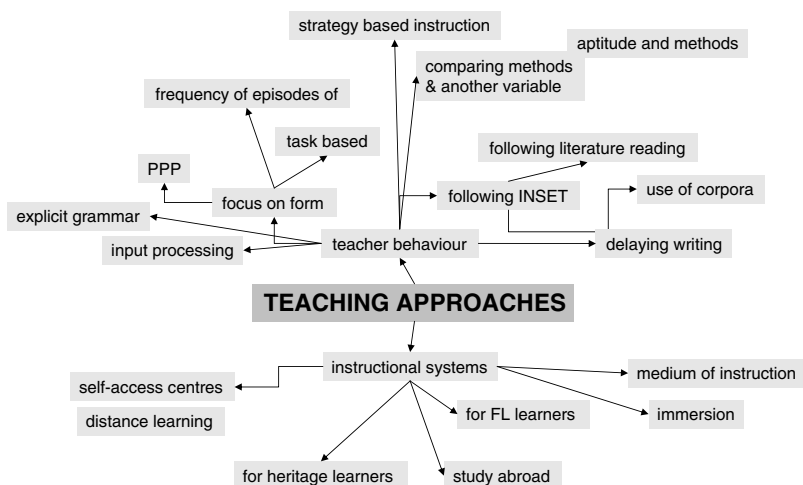 strategy based instruction
aptitude and methods
comparing methods
& another variable
frequency of episodes of
task based
following literature reading
PPP
focus on form
following INSET
use of corpora
explicit grammar
input processing
teacher behaviour
delaying writing
TEACHING APPROACHES
instructional systems
medium of instruction
self-access centres
distance learning
for FL learners
immersion
for heritage learners
study abroad